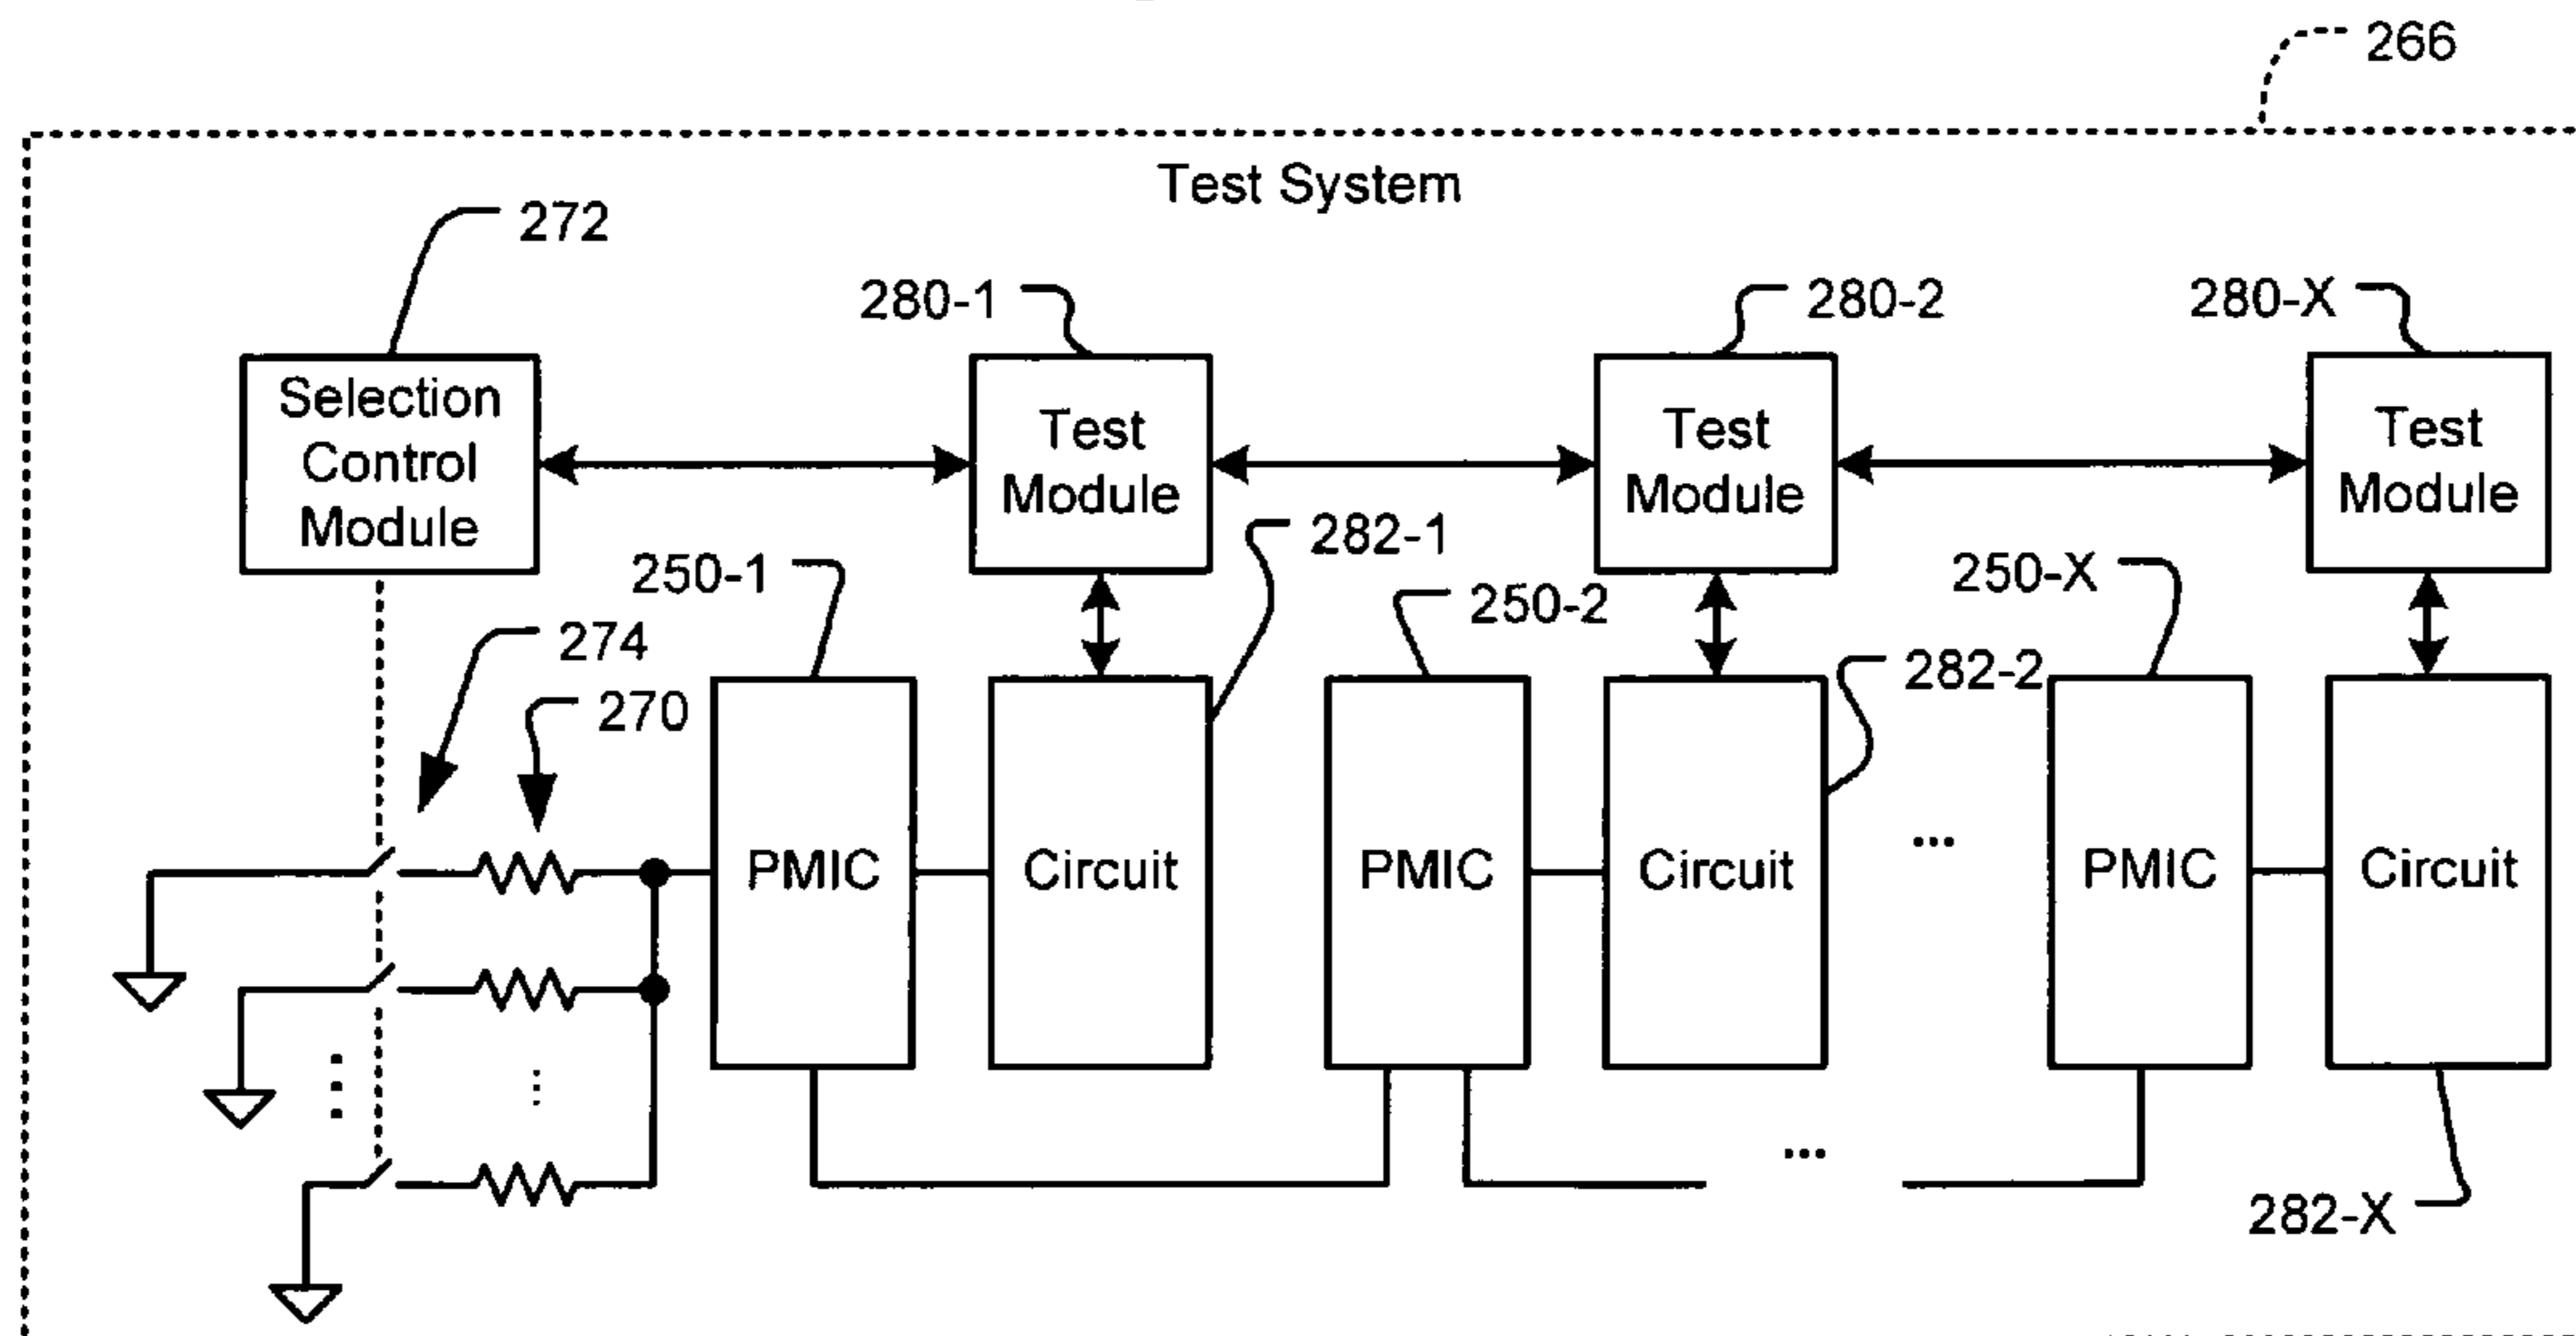 266
Test System
272
280-1
280-2
280-X
Selection
Control
Module
Test
Module
Test
Module
Test
Module
282-1
250-1
250-2
250-X
274
282-2
270
PMIC
Circuit
PMIC
Circuit
...
PMIC
Circuit
...
...
...
282-X